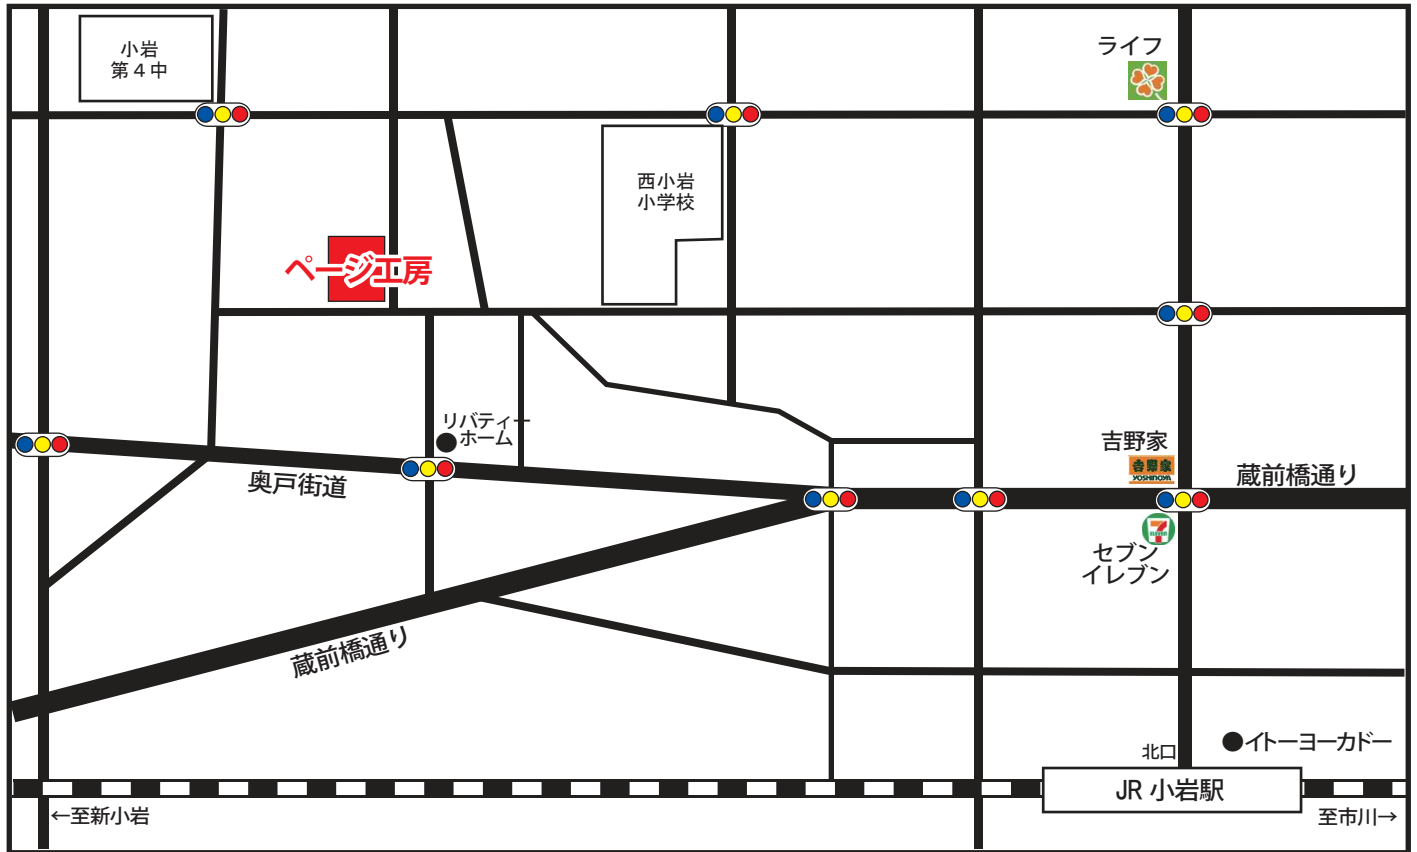 小岩
第４中
ライフ
西小岩
小学校
ページ工房
リバティー
ホーム
吉野家
吉野家
YOSHINOYA
蔵前橋通り
奥戸街道
7
ELEVEN
セブン
イレブン
蔵前橋通り
北口
イトーヨーカドー
JR 小岩駅
←至新小岩
至市川→